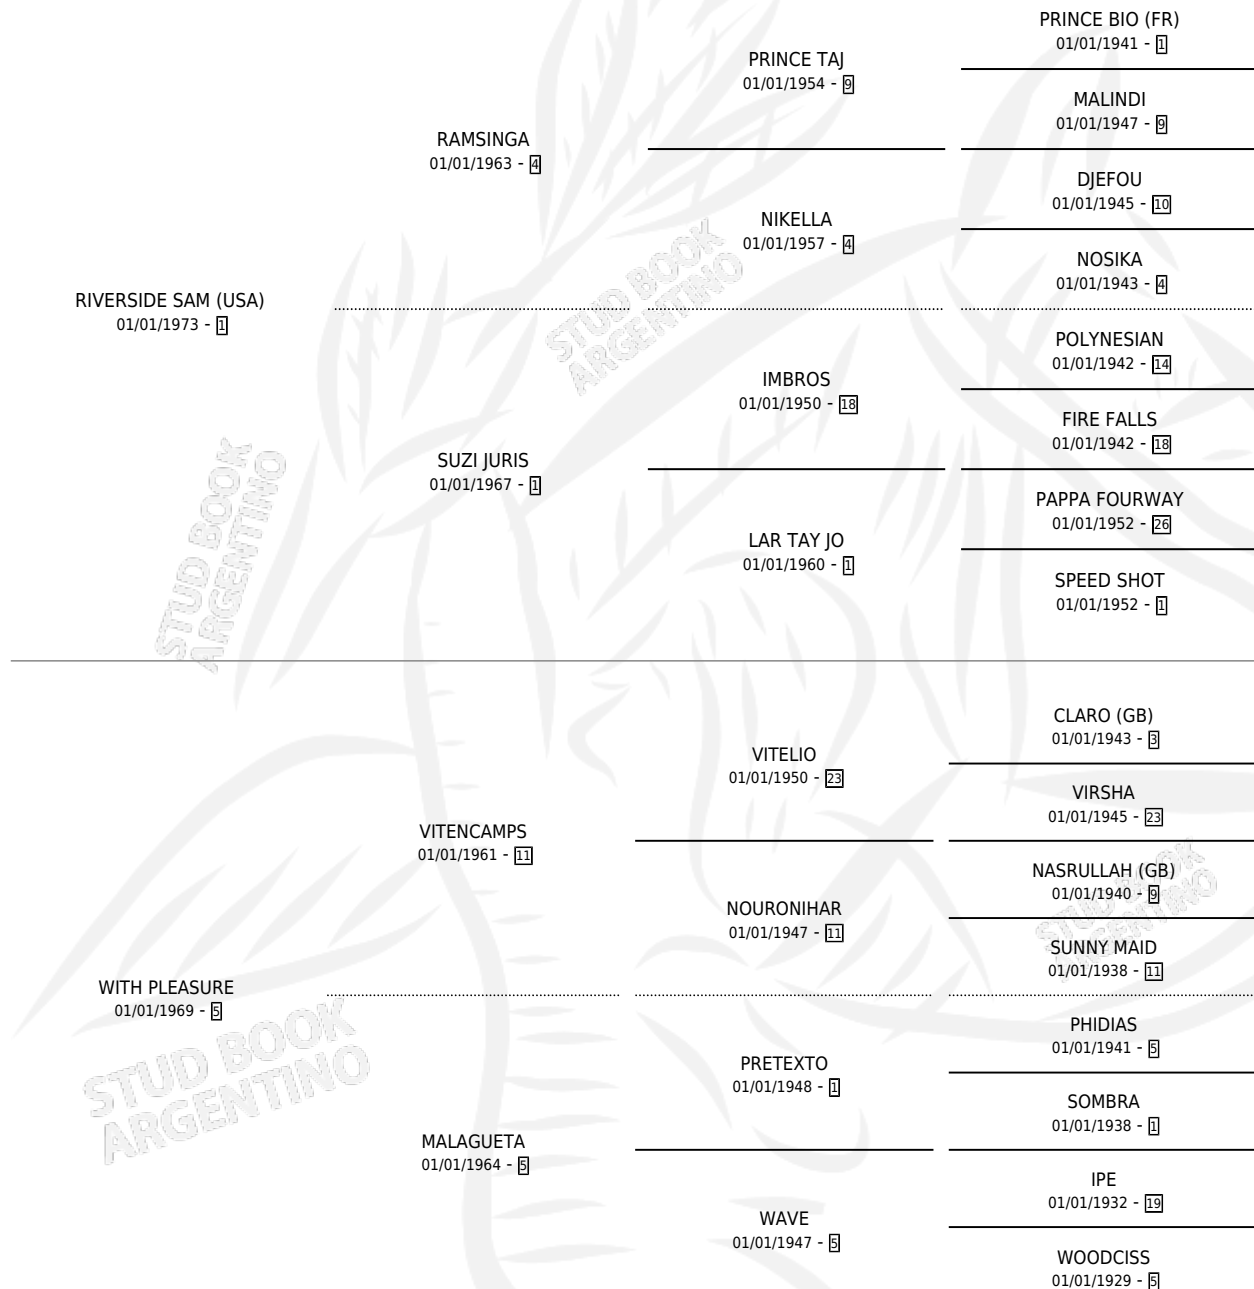 PRINCE BIO (FR)
01/01/1941 - 1
PRINCE TAJ
01/01/1954 - 9
MALINDI
01/01/1947 - 9
RAMSINGA
01/01/1963 - 4
DJEFOU
01/01/1945 - 10
NIKELLA
01/01/1957 - 4
NOSIKA
01/01/1943 - 4
RIVERSIDE SAM (USA)
01/01/1973 - 1
POLYNESIAN
01/01/1942 - 14
IMBROS
01/01/1950 - 18
FIRE FALLS
01/01/1942 - 18
SUZI JURIS
01/01/1967 - 1
PAPPA FOURWAY
01/01/1952 - 26
LAR TAY JO
01/01/1960 - 1
SPEED SHOT
01/01/1952 - 1
CLARO (GB)
01/01/1943 - 3
VITELIO
01/01/1950 - 23
VIRSHA
01/01/1945 - 23
VITENCAMPS
01/01/1961 - 11
NASRULLAH (GB)
01/01/1940 - 9
NOURONIHAR
01/01/1947 - 11
SUNNY MAID
01/01/1938 - 11
WITH PLEASURE
01/01/1969 - 5
PHIDIAS
01/01/1941 - 5
PRETEXTO
01/01/1948 - 1
SOMBRA
01/01/1938 - 1
MALAGUETA
01/01/1964 - 5
IPE
01/01/1932 - 19
WAVE
01/01/1947 - 5
WOODCISS
01/01/1929 - 5
STUD BOOK
ARGENTINO
STUD BOOK
ARGENTINO
STUD BOOK
ARGENTINO
STUD BOOK
ARGENTINO